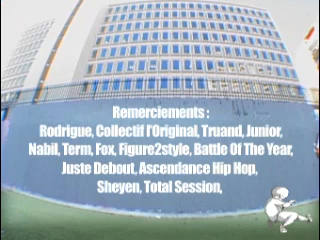 Remerciements :
Rodrigue, Collectif l'Original, Truand, Junior,
Nabil, Term, Fox, Figure2style, Battle Of The Year,
Juste Debout, Ascendance Hip Hop,
Sheyen, Total Session,